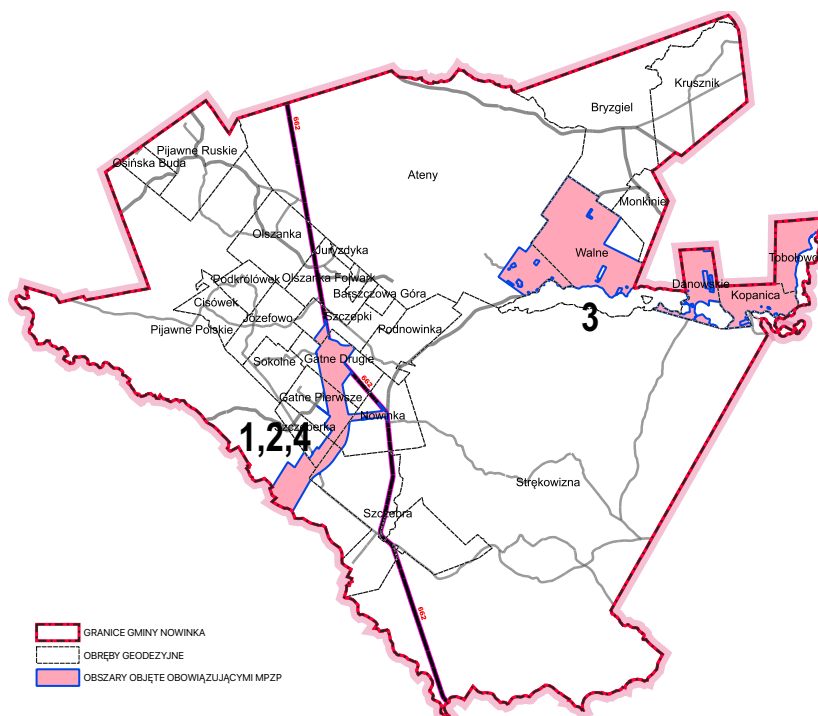 Krusznik
Bryzgiel
662
Pijawne Ruskie
Osińska Buda
Ateny
Monkinie
Olszanka
Juryzdyka
Walne
Tobołowo
Podkrólówek
Olszanka Folwark
Danowskie
Barszczowa Góra
Kopanica
Cisówek
Józefowo
Szczepki
3
Pijawne Polskie
Podnowinka
Sokolne
Gatne Drugie
662
Gatne Pierwsze
Nowinka
Szczeberka
1,2,4
Strękowizna
Szczebra
662
GRANICE GMINY NOWINKA
OBRĘBY GEODEZYJNE
OBSZARY OBJĘTE OBOWIĄZUJĄCYMI MPZP